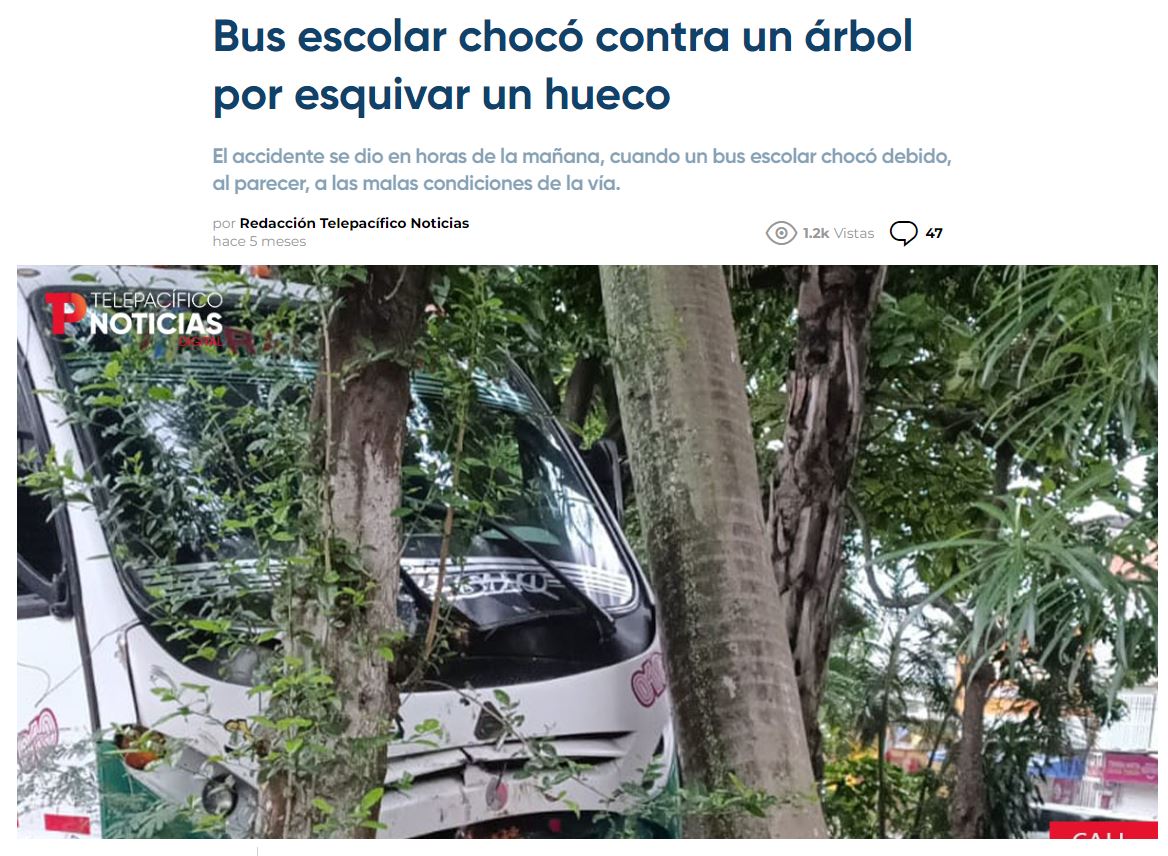 Bus escolar chocó contra un árbol
por esquivar un hueco
El accidente se dio en horas de la mañana, cuando un bus escolar chocó debido,
al parecer, a las malas condiciones de la vía.
por Redacción Telepacífico Noticias
hace 5 meses
1.2k Vistas
47
TP TELEPACÍFICO
NOTICIAS
DIGITAL